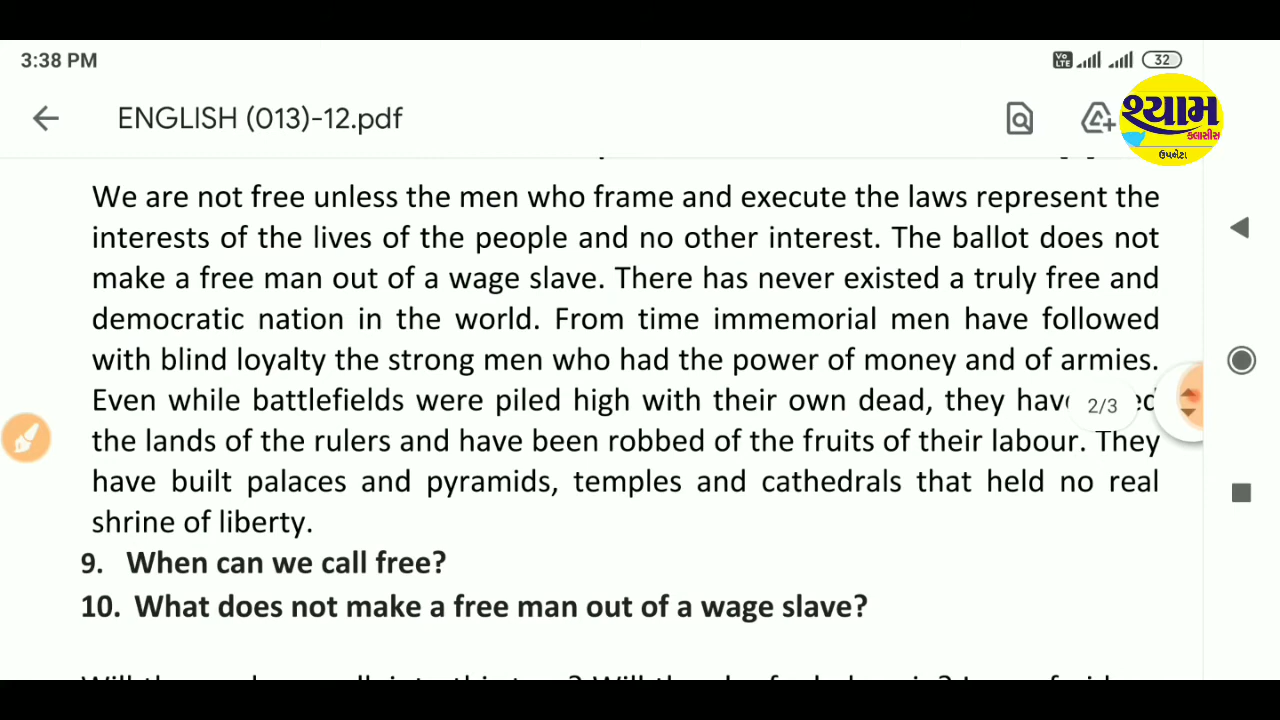 3:38 PM
Vo LTE 32
ENGLISH (013)-12.pdf
શ્યામ
ક્લાસીસ
ઉપલેટા
We are not free unless the men who frame and execute the laws represent the
interests of the lives of the people and no other interest. The ballot does not
make a free man out of a wage slave. There has never existed a truly free and
democratic nation in the world. From time immemorial men have followed
with blind loyalty the strong men who had the power of money and of armies.
Even while battlefields were piled high with their own dead, they have
2/3
the lands of the rulers and have been robbed of the fruits of their labour. They
have built palaces and pyramids, temples and cathedrals that held no real
shrine of liberty.
9. When can we call free?
10. What does not make a free man out of a wage slave?